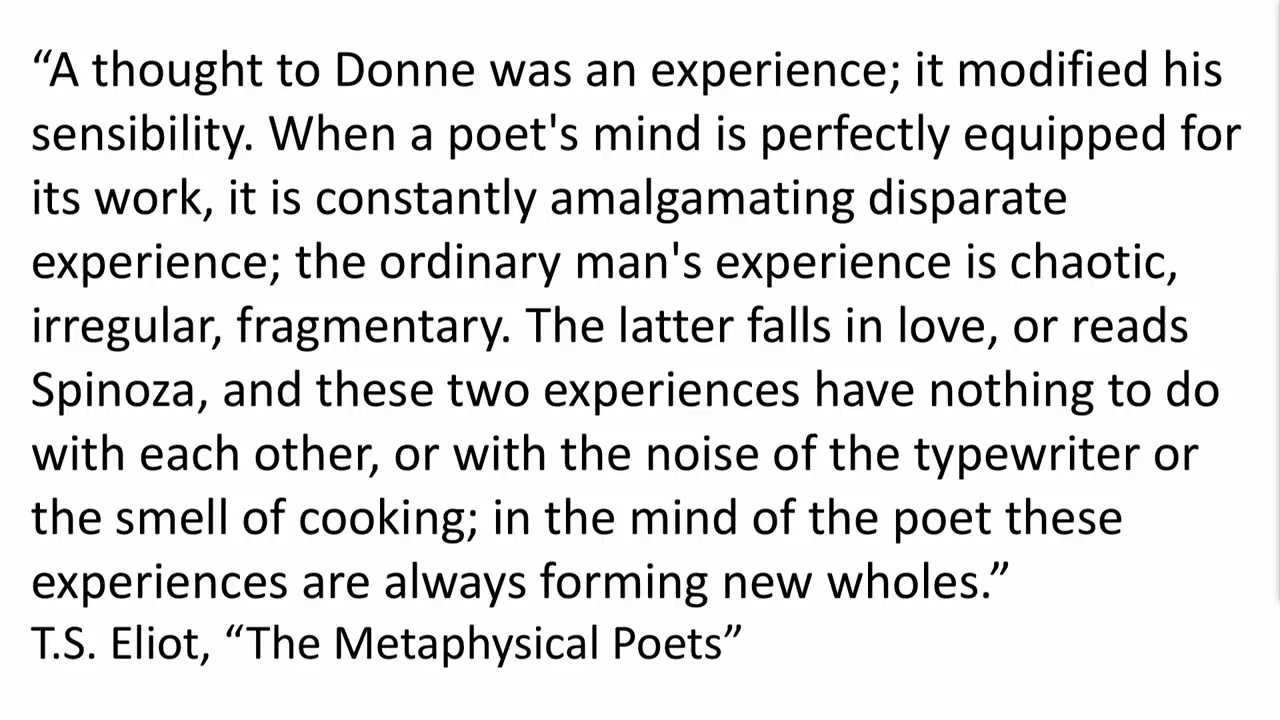 “A thought to Donne was an experience; it modified his
sensibility. When a poet's mind is perfectly equipped for
its work, it is constantly amalgamating disparate
experience; the ordinary man's experience is chaotic,
irregular, fragmentary. The latter falls in love, or reads
Spinoza, and these two experiences have nothing to do
with each other, or with the noise of the typewriter or
the smell of cooking; in the mind of the poet these
experiences are always forming new wholes.”
T.S. Eliot, “The Metaphysical Poets”